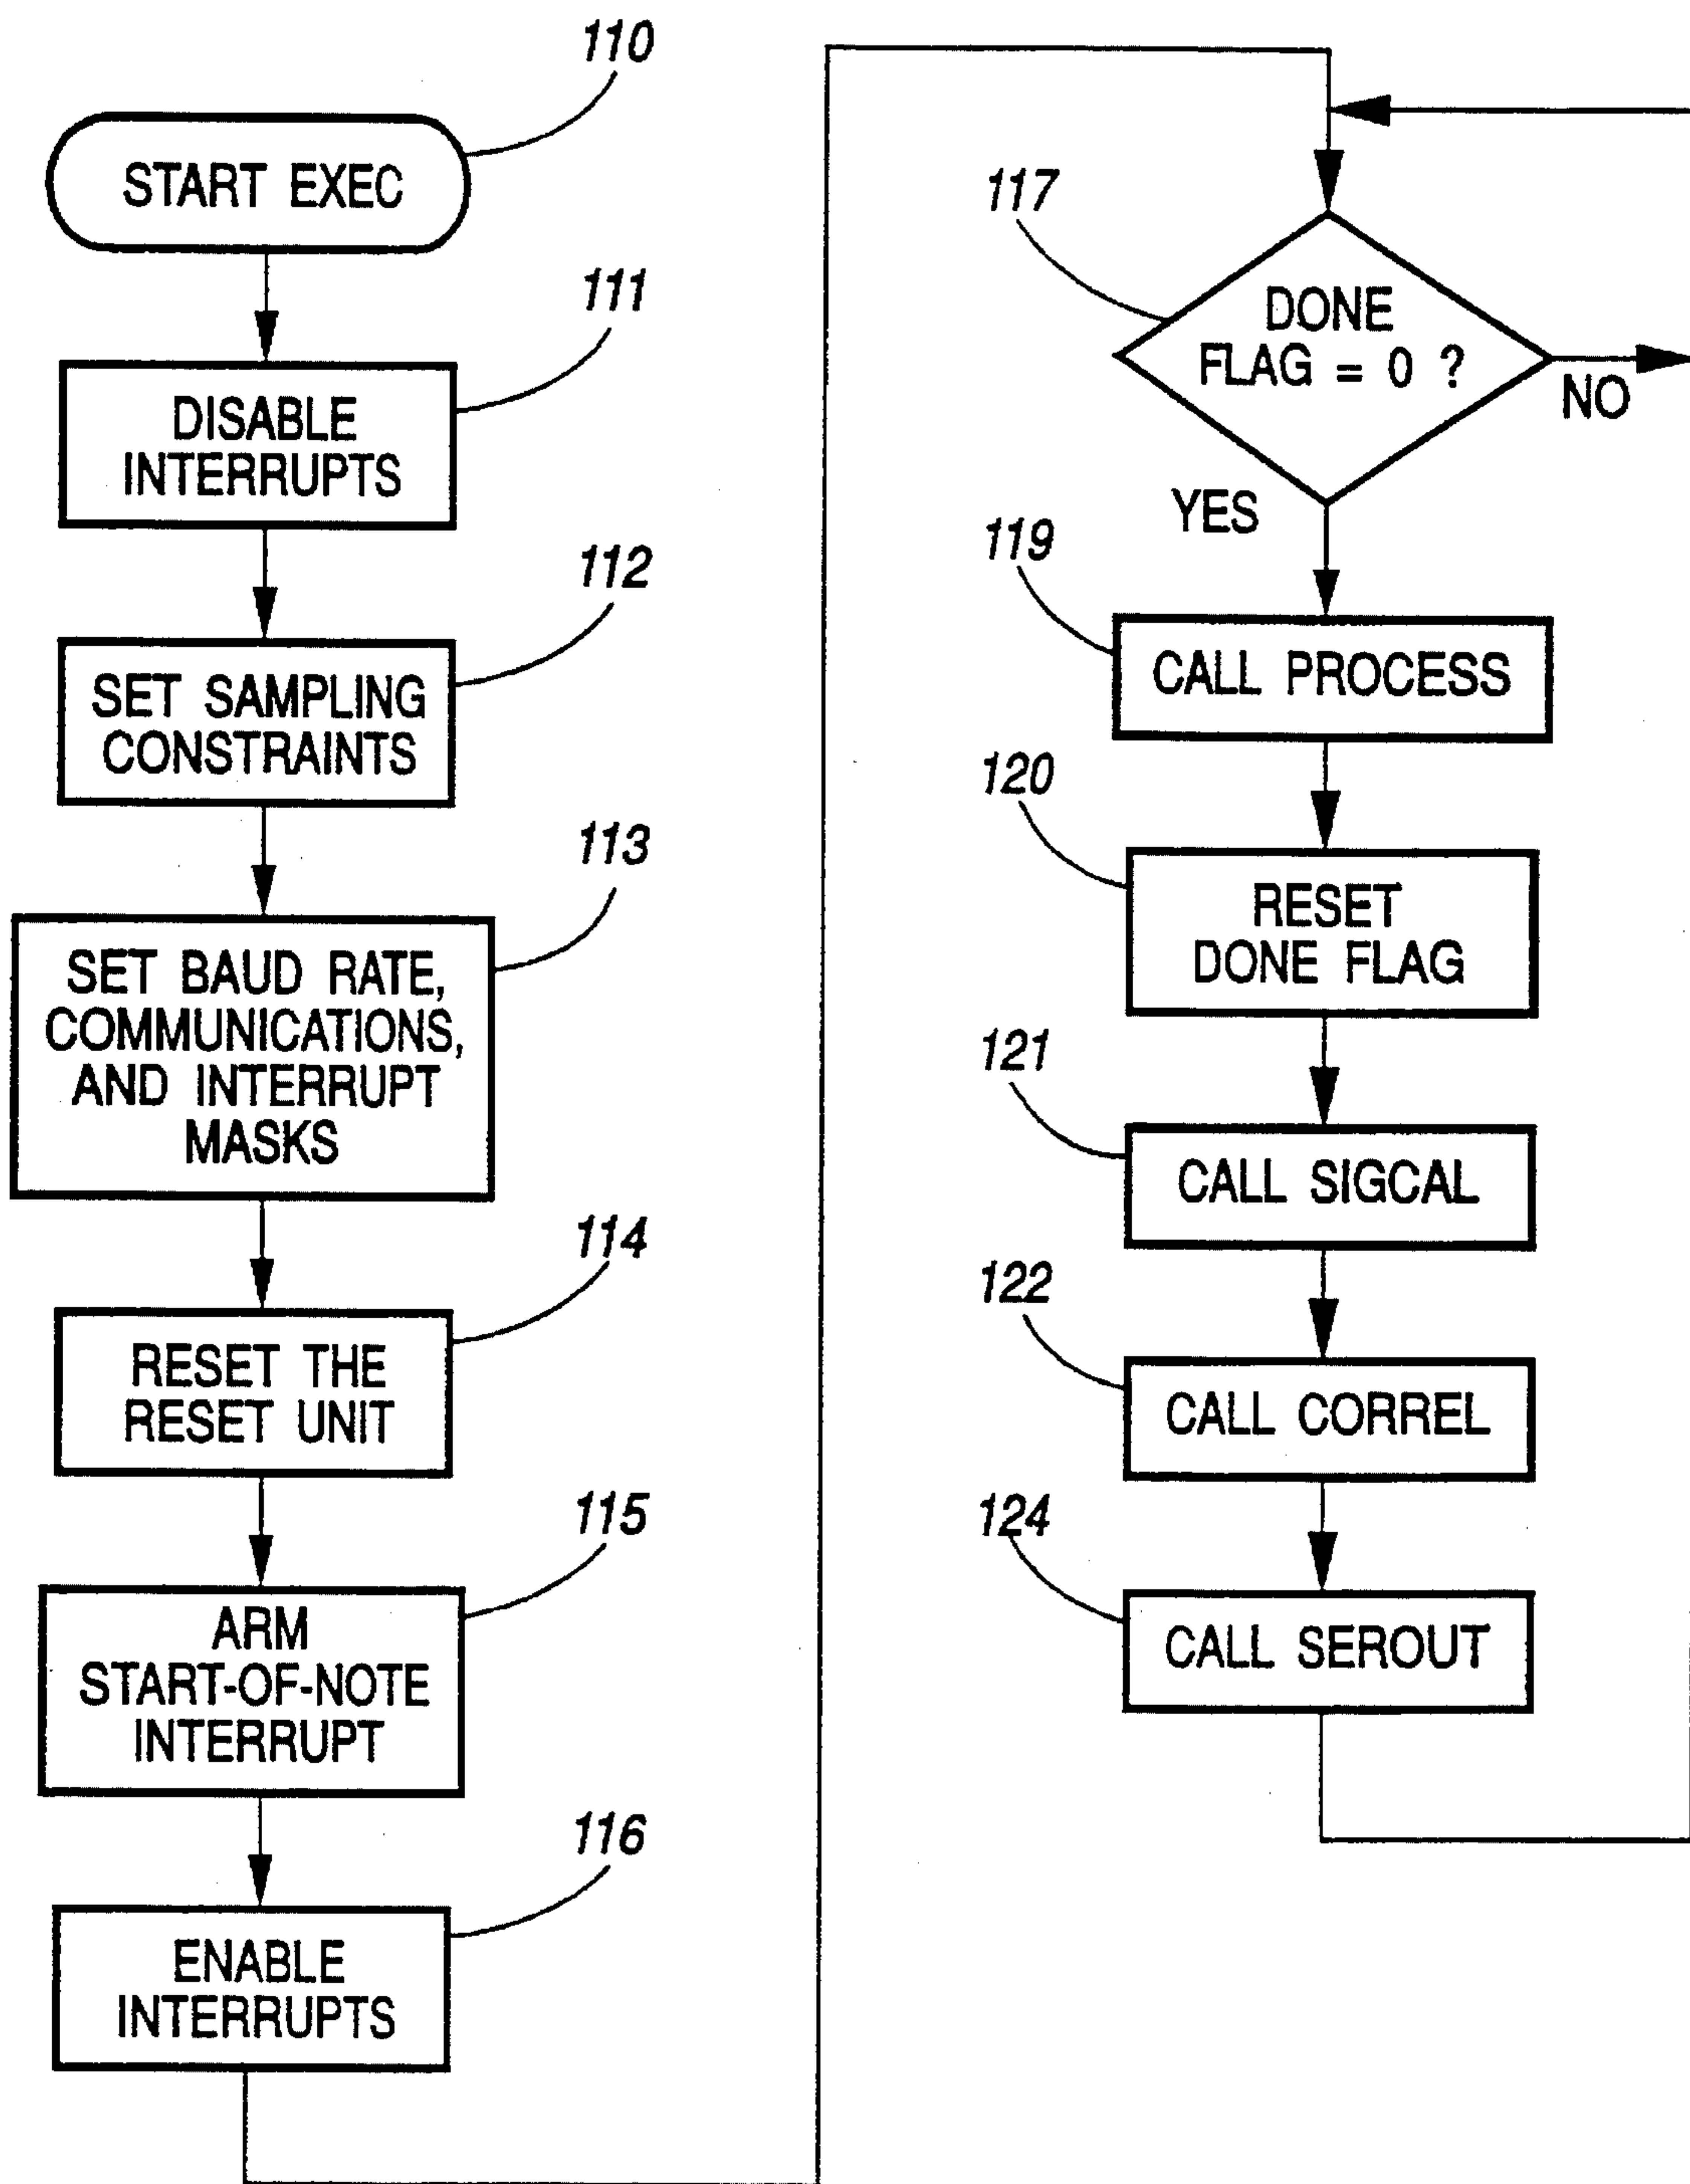 110
START EXEC
111
DISABLE
INTERRUPTS
112
SET SAMPLING
CONSTRAINTS
113
SET BAUD RATE,
COMMUNICATIONS,
AND INTERRUPT
MASKS
114
RESET THE
RESET UNIT
115
ARM
START-OF-NOTE
INTERRUPT
116
ENABLE
INTERRUPTS
117
DONE
FLAG = 0 ?
NO
YES
119
CALL PROCESS
120
RESET
DONE FLAG
121
CALL SIGCAL
122
CALL CORREL
124
CALL SEROUT